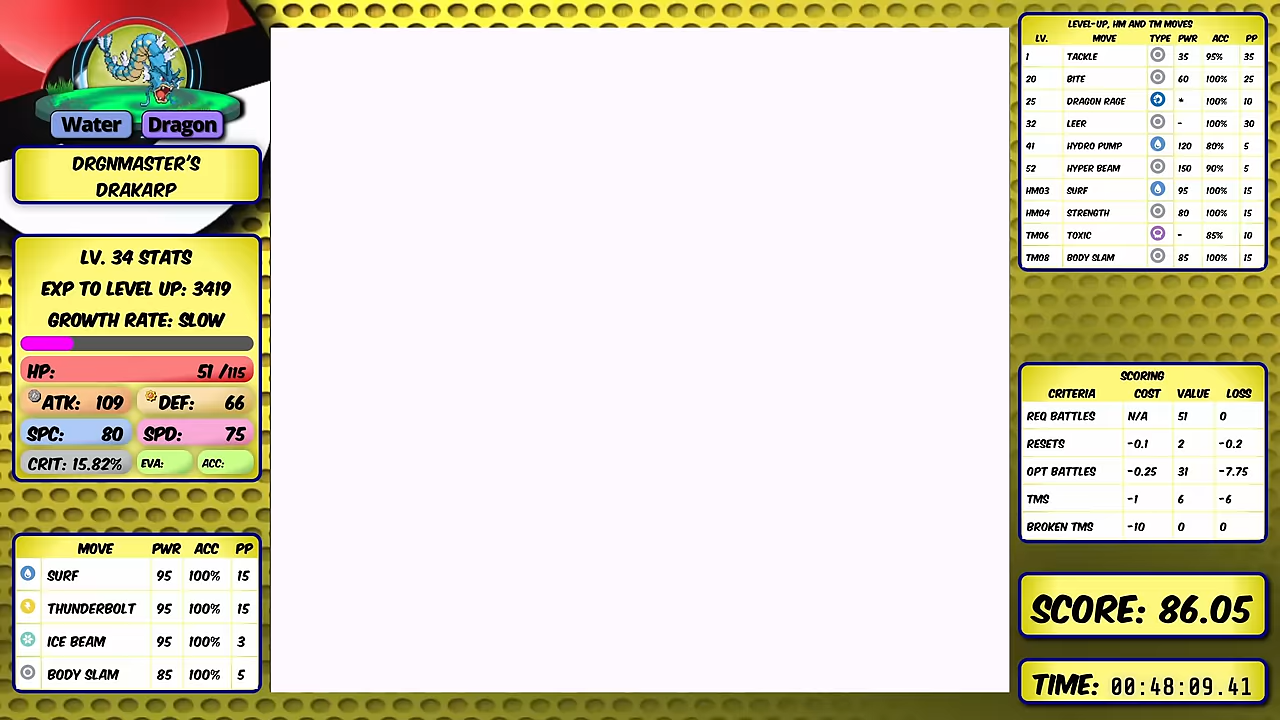 Water Dragon
DRGNMASTER'S
DRAKARP
LV. 34 STATS
EXP TO LEVEL UP: 3419
GROWTH RATE: SLOW
HP: 51 /115
ATK: 109 DEF: 66
SPC: 80 SPD: 75
CRIT: 15.82% EVA: ACC:
MOVE PWR ACC PP
SURF 95 100% 15
THUNDERBOLT 95 100% 15
ICE BEAM 95 100% 3
BODY SLAM 85 100% 5
LEVEL-UP, HM AND TM MOVES
LV. MOVE TYPE PWR ACC PP
1 TACKLE 35 95% 35
20 BITE 60 100% 25
25 DRAGON RAGE * 100% 10
32 LEER - 100% 30
41 HYDRO PUMP 120 80% 5
52 HYPER BEAM 150 90% 5
HM03 SURF 95 100% 15
HM04 STRENGTH 80 100% 15
TM06 TOXIC - 85% 10
TM08 BODY SLAM 85 100% 15
SCORING
CRITERIA COST VALUE LOSS
REQ BATTLES N/A 51 0
RESETS -0.1 2 -0.2
OPT BATTLES -0.25 31 -7.75
TMS -1 6 -6
BROKEN TMS -10 0 0
SCORE: 86.05
TIME: 00:48:09.41